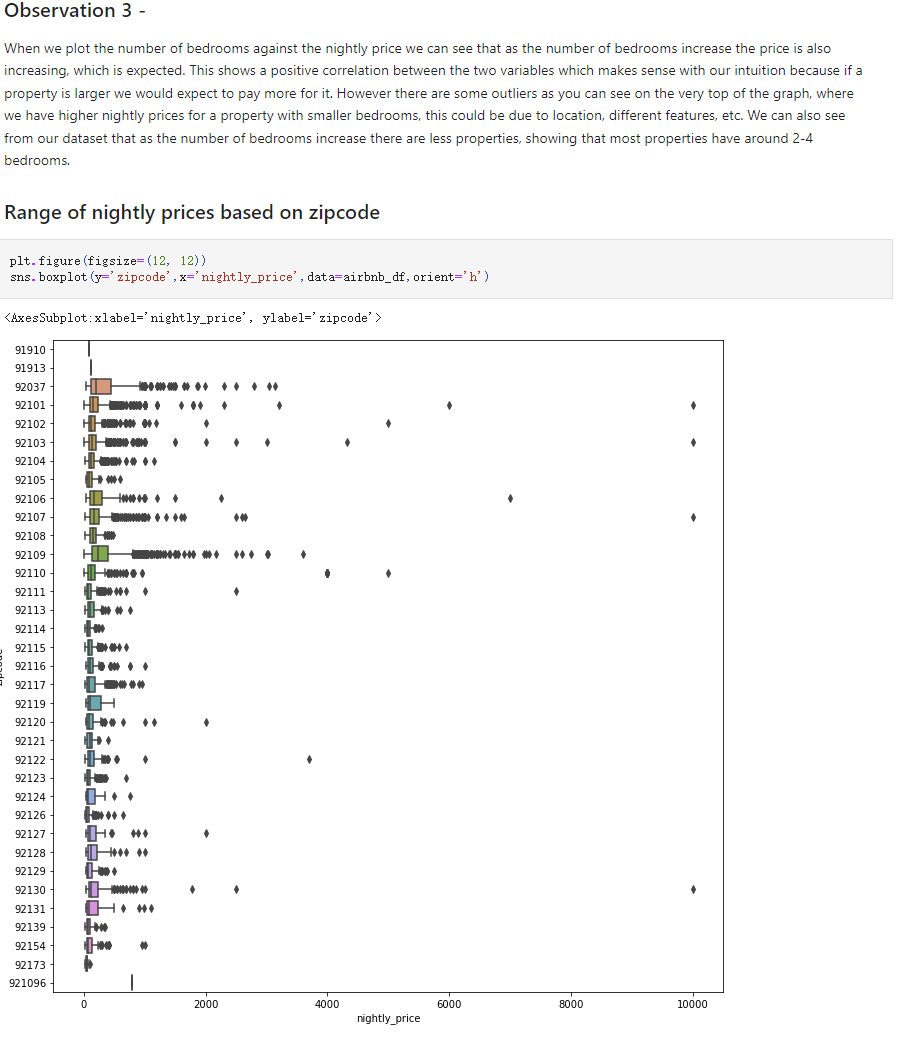 Observation 3 -
When we plot the number of bedrooms against the nightly price we can see that as the number of bedrooms increase the price is also
increasing, which is expected. This shows a positive correlation between the two variables which makes sense with our intuition because if a
property is larger we would expect to pay more for it. However there are some outliers as you can see on the very top of the graph, where
we have higher nightly prices for a property with smaller bedrooms, this could be due to location, different features, etc. We can also see
from our dataset that as the number of bedrooms increase there are less properties, showing that most properties have around 2-4
bedrooms.
Range of nightly prices based on zipcode
plt.figure(figsize=(12, 12))
sns.boxplot(y='zipcode',x='nightly_price',data=airbnb_df,orient='h')
<AxesSubplot:xlabel='nightly_price', ylabel='zipcode'>
91910
91913
92037
92101
92102
92103
92104
92105
92106
92107
92108
92109
92110
92111
92113
92114
92115
92116
92117
92119
92120
92121
92122
92123
92124
92126
92127
92128
92129
92130
92131
92139
92154
92173
921096
0 2000 4000 6000 8000 10000
nightly_price